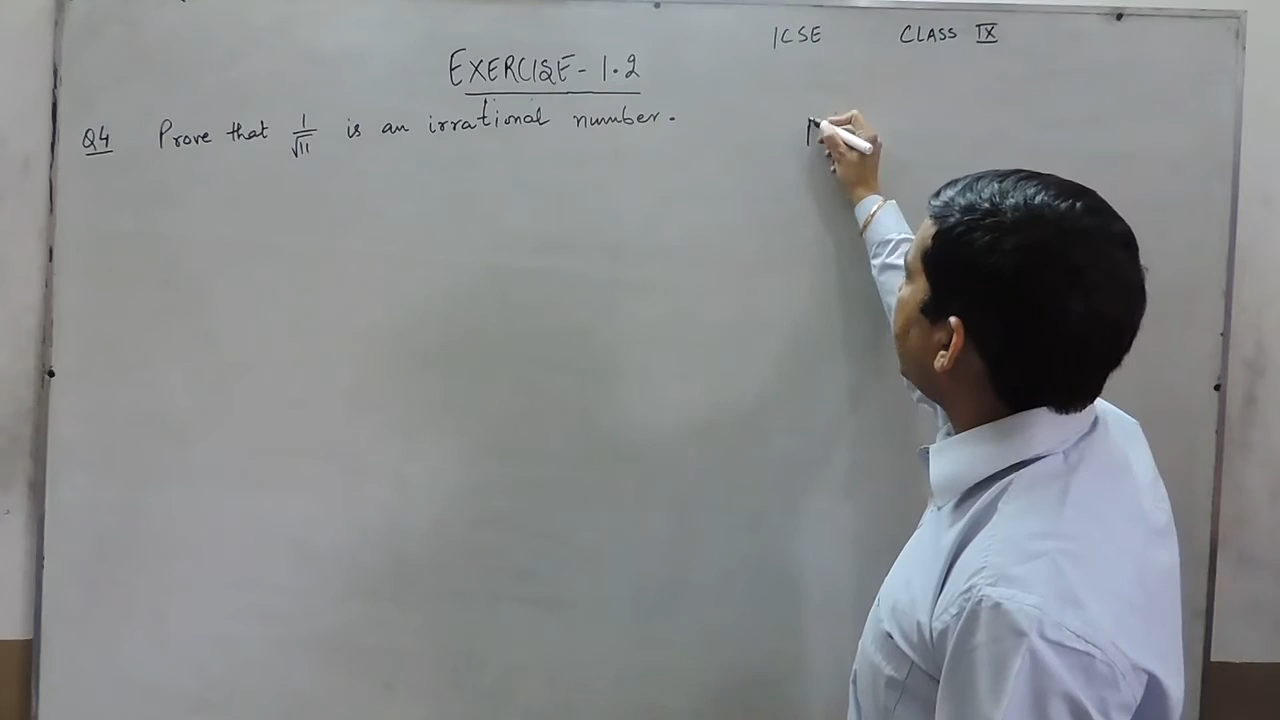 ICSE CLASS IX
EXERCISE - 1.2
Q4 Prove that 1/√11 is an irrational number.